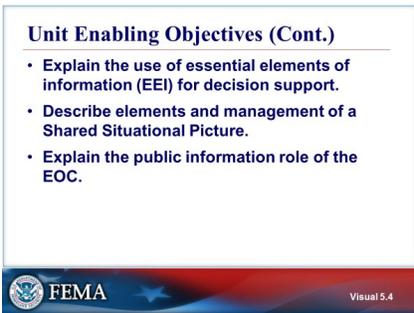 Unit Enabling Objectives (Cont.)
• Explain the use of essential elements of
information (EEI) for decision support.
• Describe elements and management of a
Shared Situational Picture.
• Explain the public information role of the
EOC.
FEMA
Visual 5.4